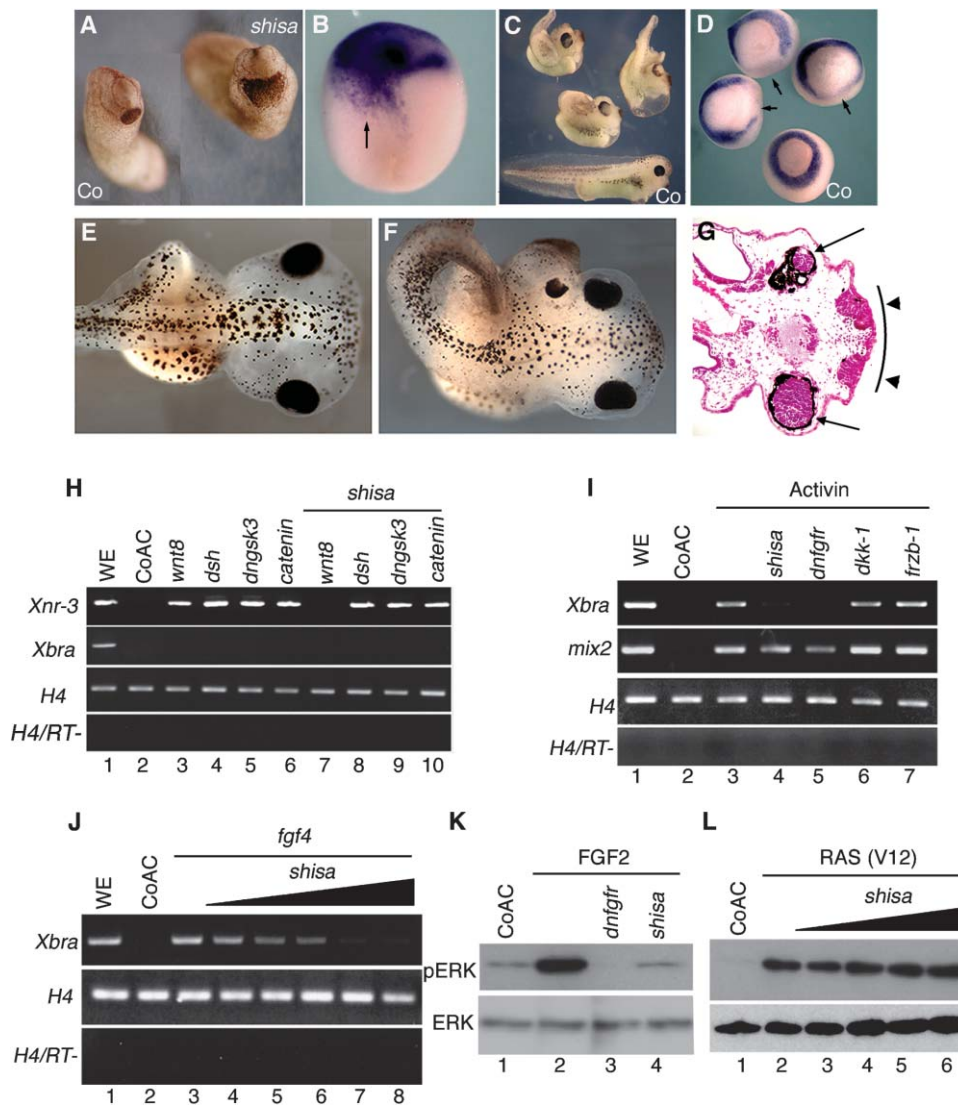 A
shisa
Co
B
C
Co
D
Co
E
F
G
H
shisa
WE CoAC wnt8 dsh dngsk3 catenin wnt8 dsh dngsk3 catenin
Xnr-3
Xbra
H4
H4/RT-
1 2 3 4 5 6 7 8 9 10
I
Activin
WE CoAC shisa dnfgfr dkk-1 frzb-1
Xbra
mix2
H4
H4/RT-
1 2 3 4 5 6 7
J
fgf4
WE CoAC shisa
Xbra
H4
H4/RT-
1 2 3 4 5 6 7 8
K
FGF2
CoAC dnfgfr shisa
pERK
ERK
1 2 3 4
L
RAS (V12)
CoAC shisa
1 2 3 4 5 6